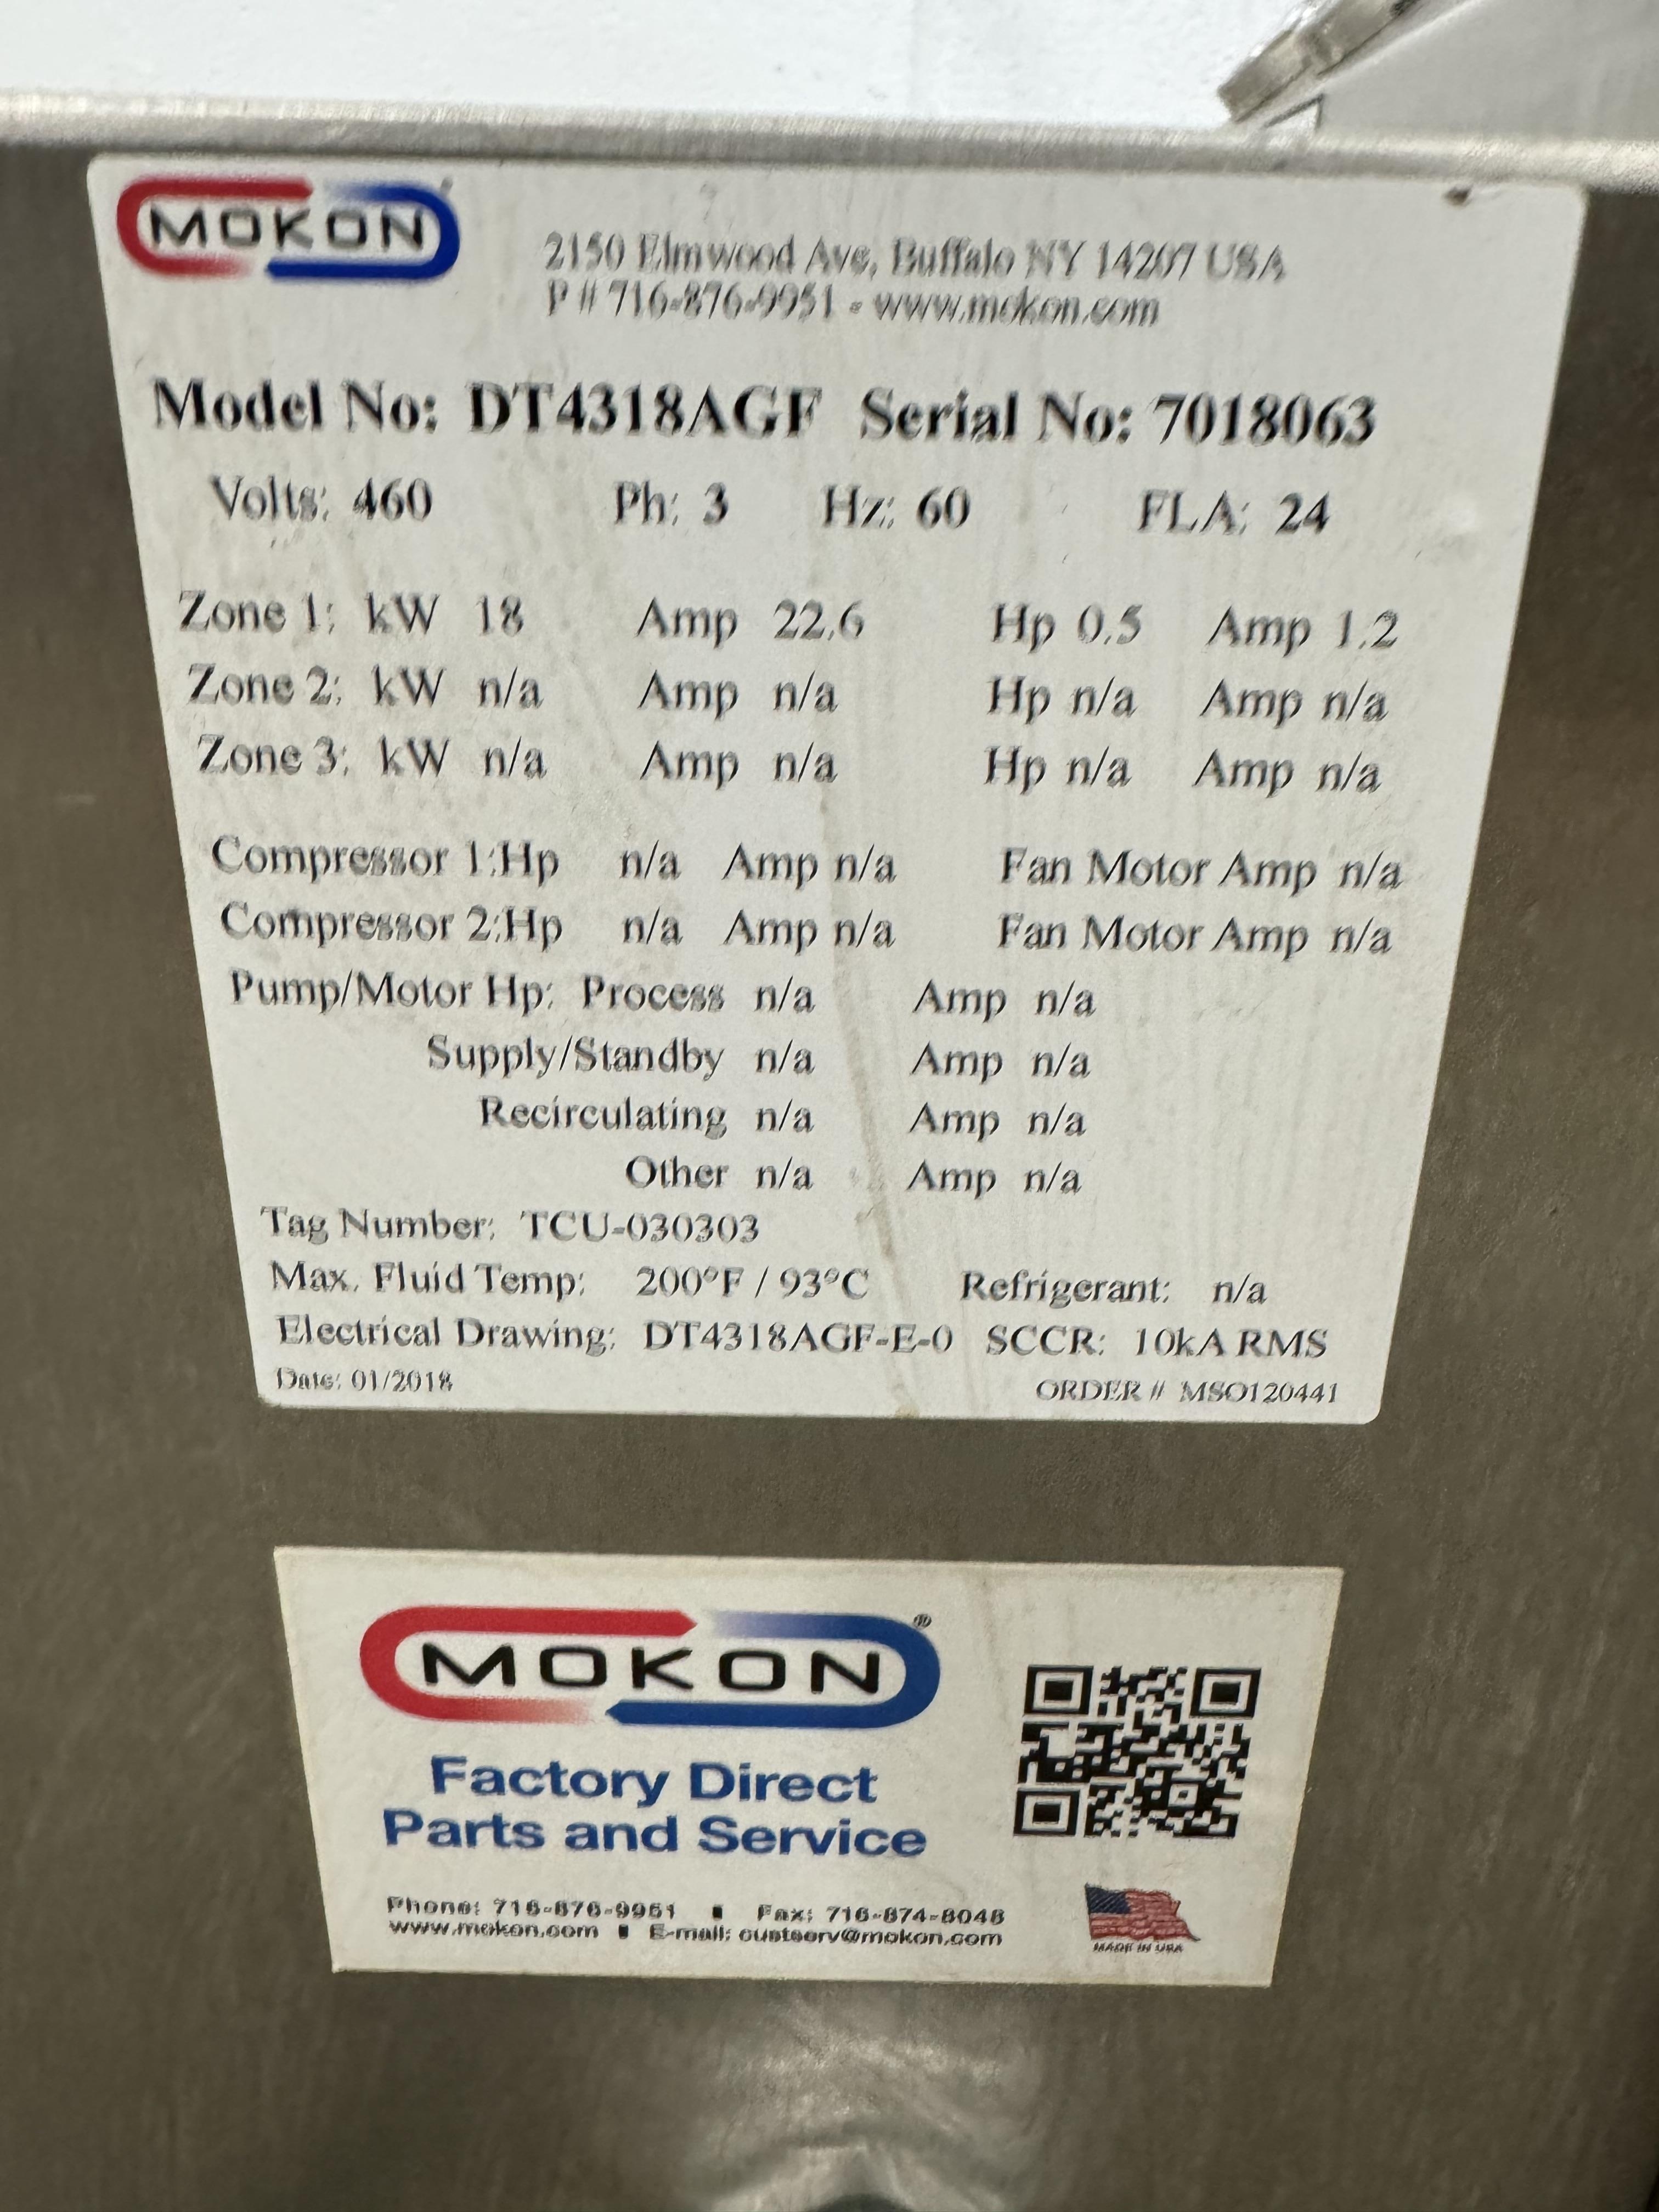 MOKON
2150 Elmwood Ave, Buffalo NY 14207 USA
P # 716-876-9951 - www.mokon.com
Model No: DT4318AGF Serial No: 7018063
Volts: 460 Ph: 3 Hz: 60 FLA: 24
Zone 1: kW 18 Amp 22.6 Hp 0.5 Amp 1.2
Zone 2: kW n/a Amp n/a Hp n/a Amp n/a
Zone 3: kW n/a Amp n/a Hp n/a Amp n/a
Compressor 1:Hp n/a Amp n/a Fan Motor Amp n/a
Compressor 2:Hp n/a Amp n/a Fan Motor Amp n/a
Pump/Motor Hp: Process n/a Amp n/a
Supply/Standby n/a Amp n/a
Recirculating n/a Amp n/a
Other n/a Amp n/a
Tag Number: TCU-030303
Max. Fluid Temp: 200°F / 93°C Refrigerant: n/a
Electrical Drawing: DT4318AGF-E-0 SCCR: 10kA RMS
Date: 01/2018 ORDER # MSO120441
MOKON®
Factory Direct
Parts and Service
Phone: 716-876-9951 ▪ Fax: 716-874-8048
www.mokon.com ▪ E-mail: custserv@mokon.com
MADE IN USA